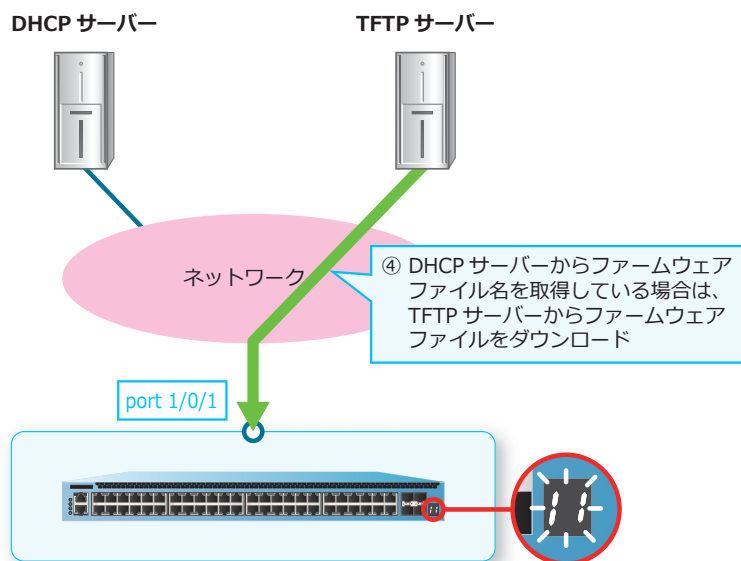 DHCP サーバー
TFTP サーバー
ネットワーク
④ DHCP サーバーからファームウェア
ファイル名を取得している場合は、
TFTP サーバーからファームウェア
ファイルをダウンロード
port 1/0/1
11